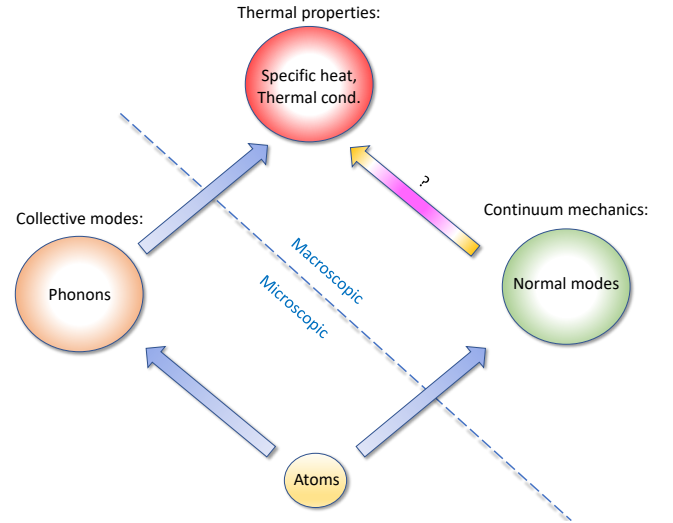 Thermal properties:
Specific heat,
Thermal cond.
?
Collective modes:
Continuum mechanics:
Macroscopic
Microscopic
Phonons
Normal modes
Atoms